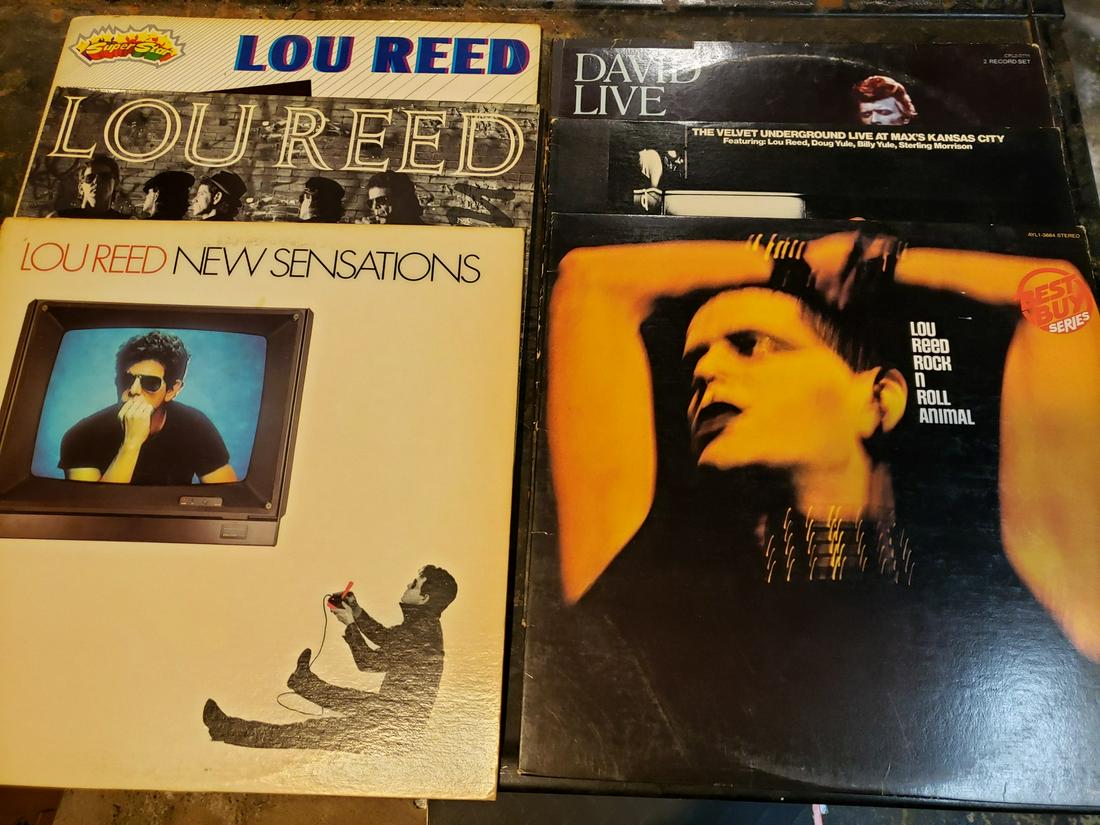 Super Star
LOU REED
LOU REED
LOU REED NEW SENSATIONS
DAVID
LIVE
2 RECORD SET
THE VELVET UNDERGROUND LIVE AT MAX'S KANSAS CITY
Featuring: Lou Reed, Doug Yule, Billy Yule, Sterling Morrison
AYL1-3664 STEREO
BEST
BUY
SERIES
LOU
REED
ROCK
N
ROLL
ANIMAL